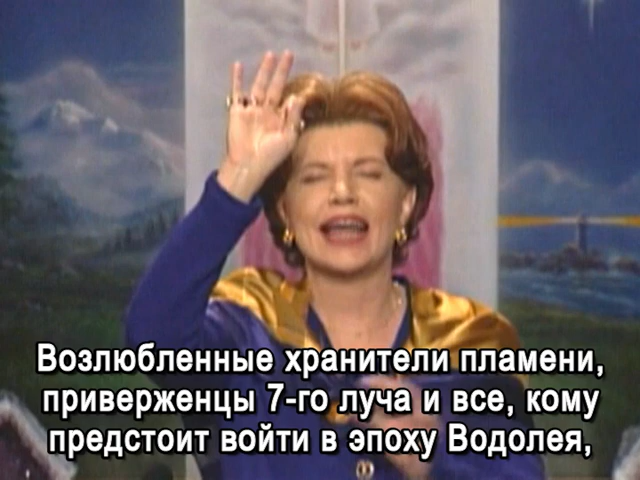 Возлюбленные хранители пламени,
приверженцы 7-го луча и все, кому
предстоит войти в эпоху Водолея,